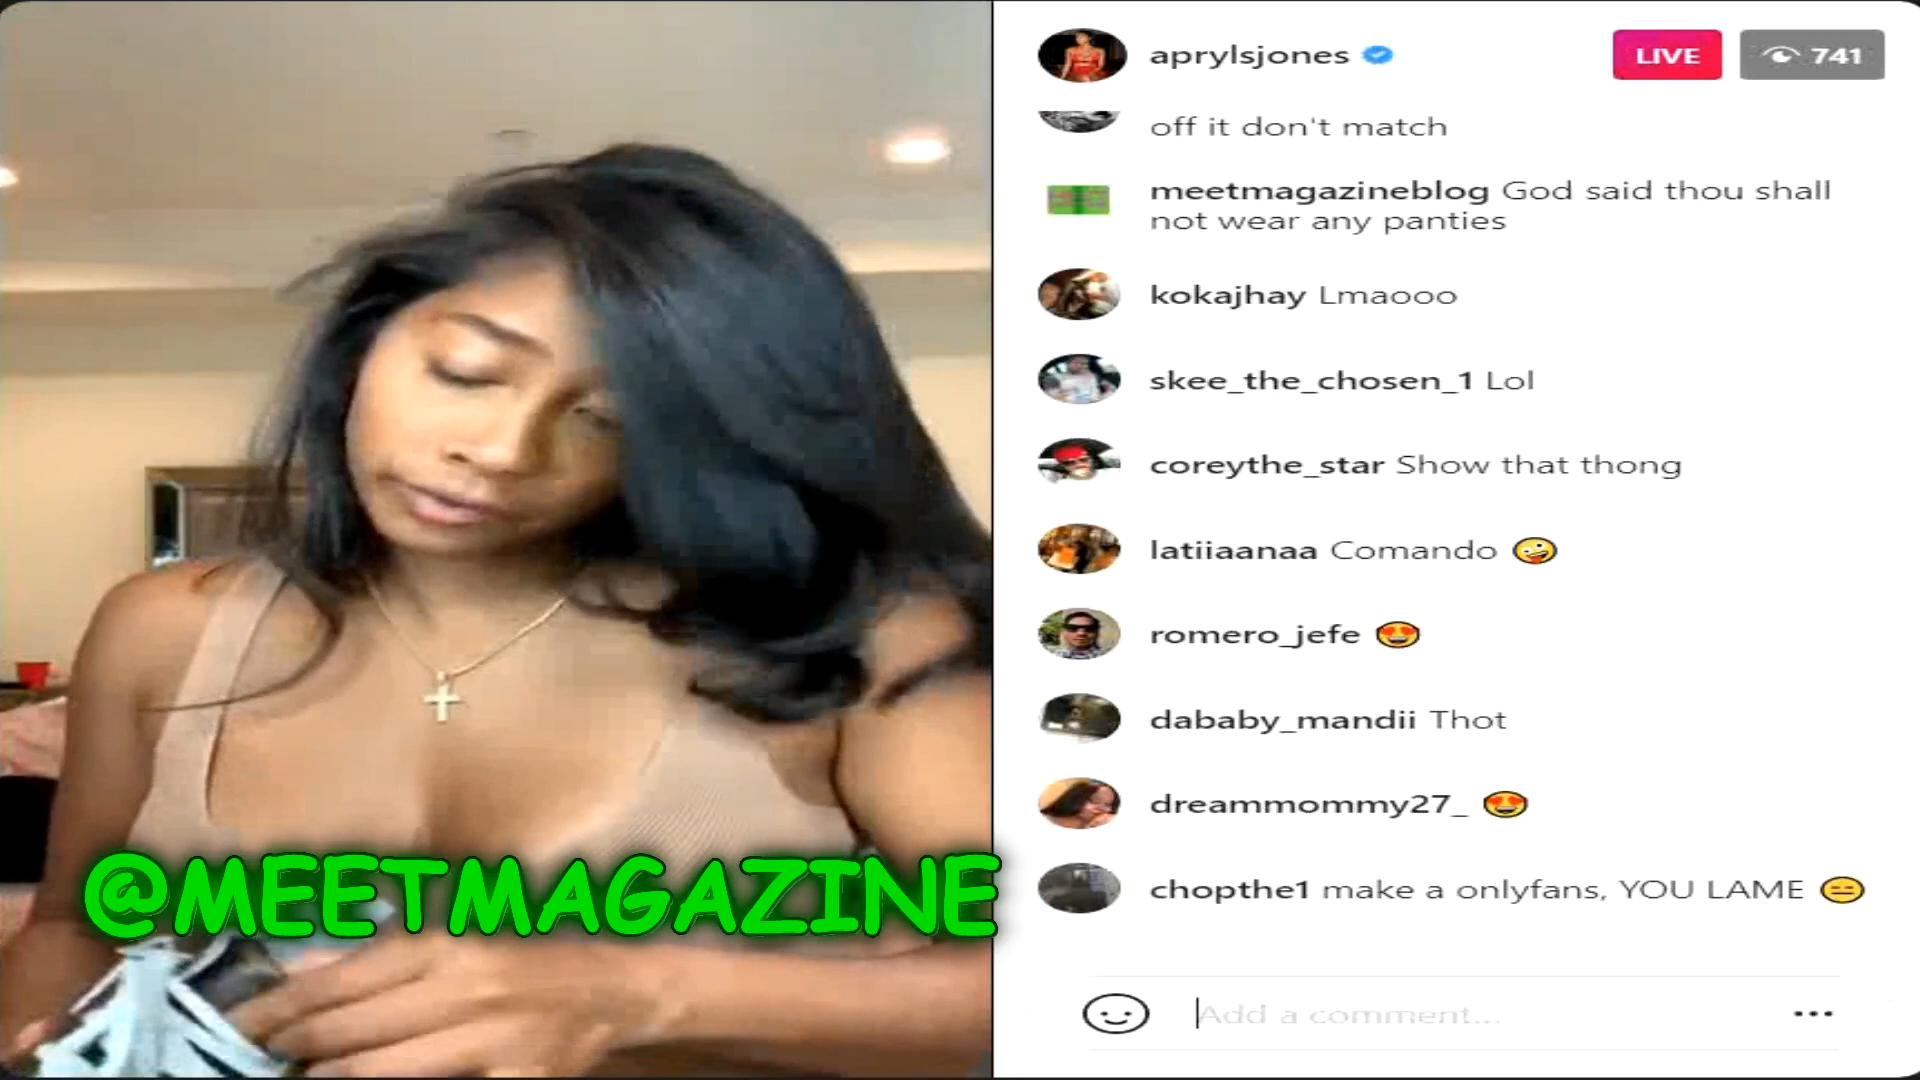 aprylsjones
LIVE
741
off it don't match
meetmagazineblog God said thou shall
not wear any panties
kokajhay Lmaooo
skee_the_chosen_1 Lol
coreythe_star Show that thong
latiiaanaa Comando 🤪
romero_jefe 😍
dababy_mandii Thot
dreammommy27_ 😍
chopthe1 make a onlyfans, YOU LAME 😑
@MEETMAGAZINE
Add a comment...